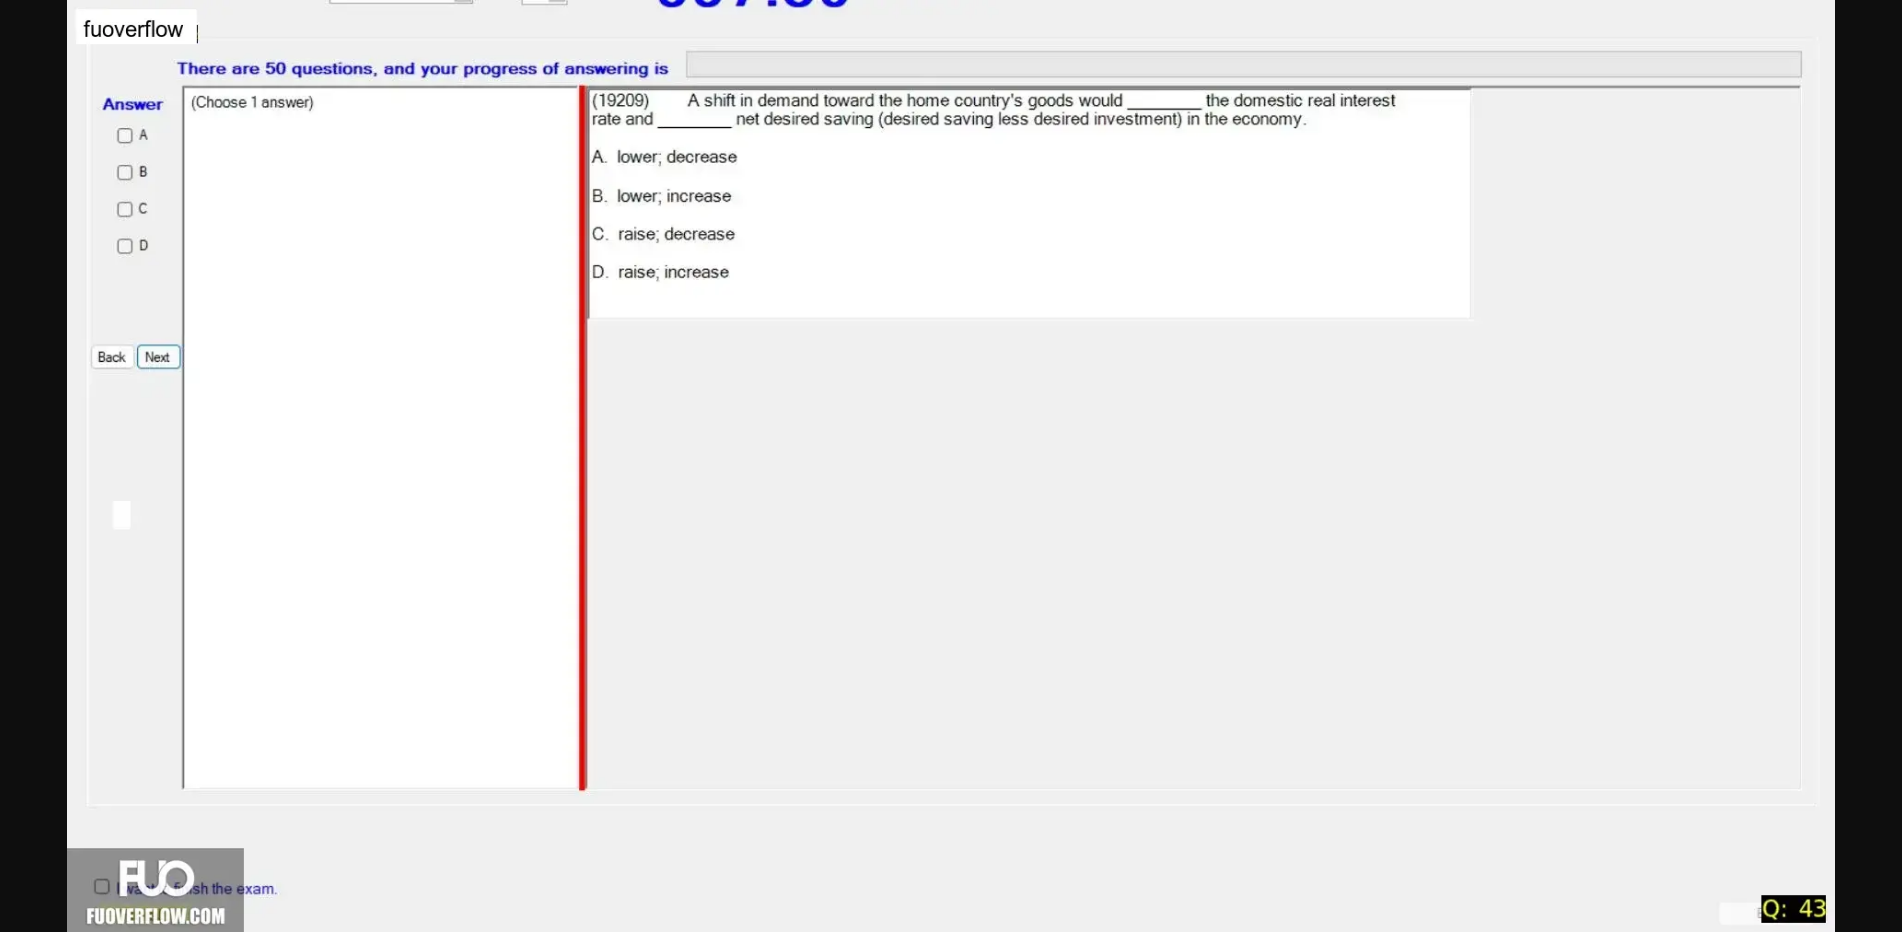 fuoverflow
There are 50 questions, and your progress of answering is
Answer
(Choose 1 answer)
A
B
C
D
Back Next
(19209) A shift in demand toward the home country's goods would ________ the domestic real interest
rate and ________ net desired saving (desired saving less desired investment) in the economy.
A. lower; decrease
B. lower; increase
C. raise; decrease
D. raise; increase
FUO
the exam.
FUOVERFLOW.COM
Q: 43